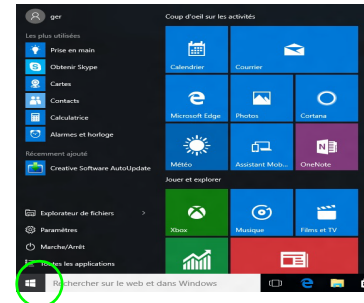 ger
Les plus utilisées
Prise en main
Obtenir Skype
Cartes
Contacts
Calculatrice
Alarmes et horloge
Récemment ajouté
Creative Software AutoUpdate
Explorateur de fichiers
Paramètres
Marche/Arrêt
Toutes les applications
Rechercher sur le web et dans Windows
Coup d'oeil sur les activités
Calendrier
Courrier
Microsoft Edge
Photos
Cortana
Météo
Assistant Mob...
OneNote
Jouer et explorer
Xbox
Musique
Films et TV